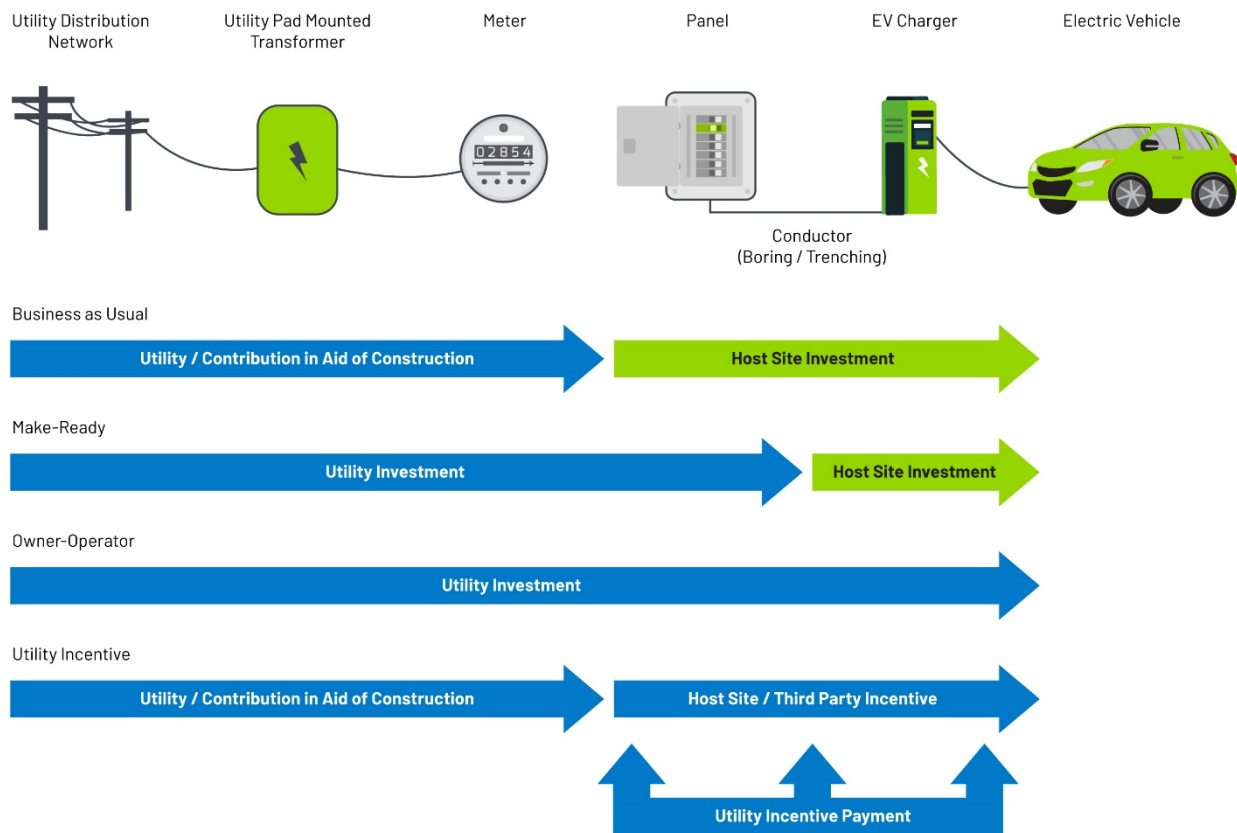 Utility Distribution
Network
Utility Pad Mounted
Transformer
Meter
Panel
EV Charger
Electric Vehicle
02854
Conductor
(Boring / Trenching)
Business as Usual
Utility / Contribution in Aid of Construction
Host Site Investment
Make-Ready
Utility Investment
Host Site Investment
Owner-Operator
Utility Investment
Utility Incentive
Utility / Contribution in Aid of Construction
Host Site / Third Party Incentive
Utility Incentive Payment